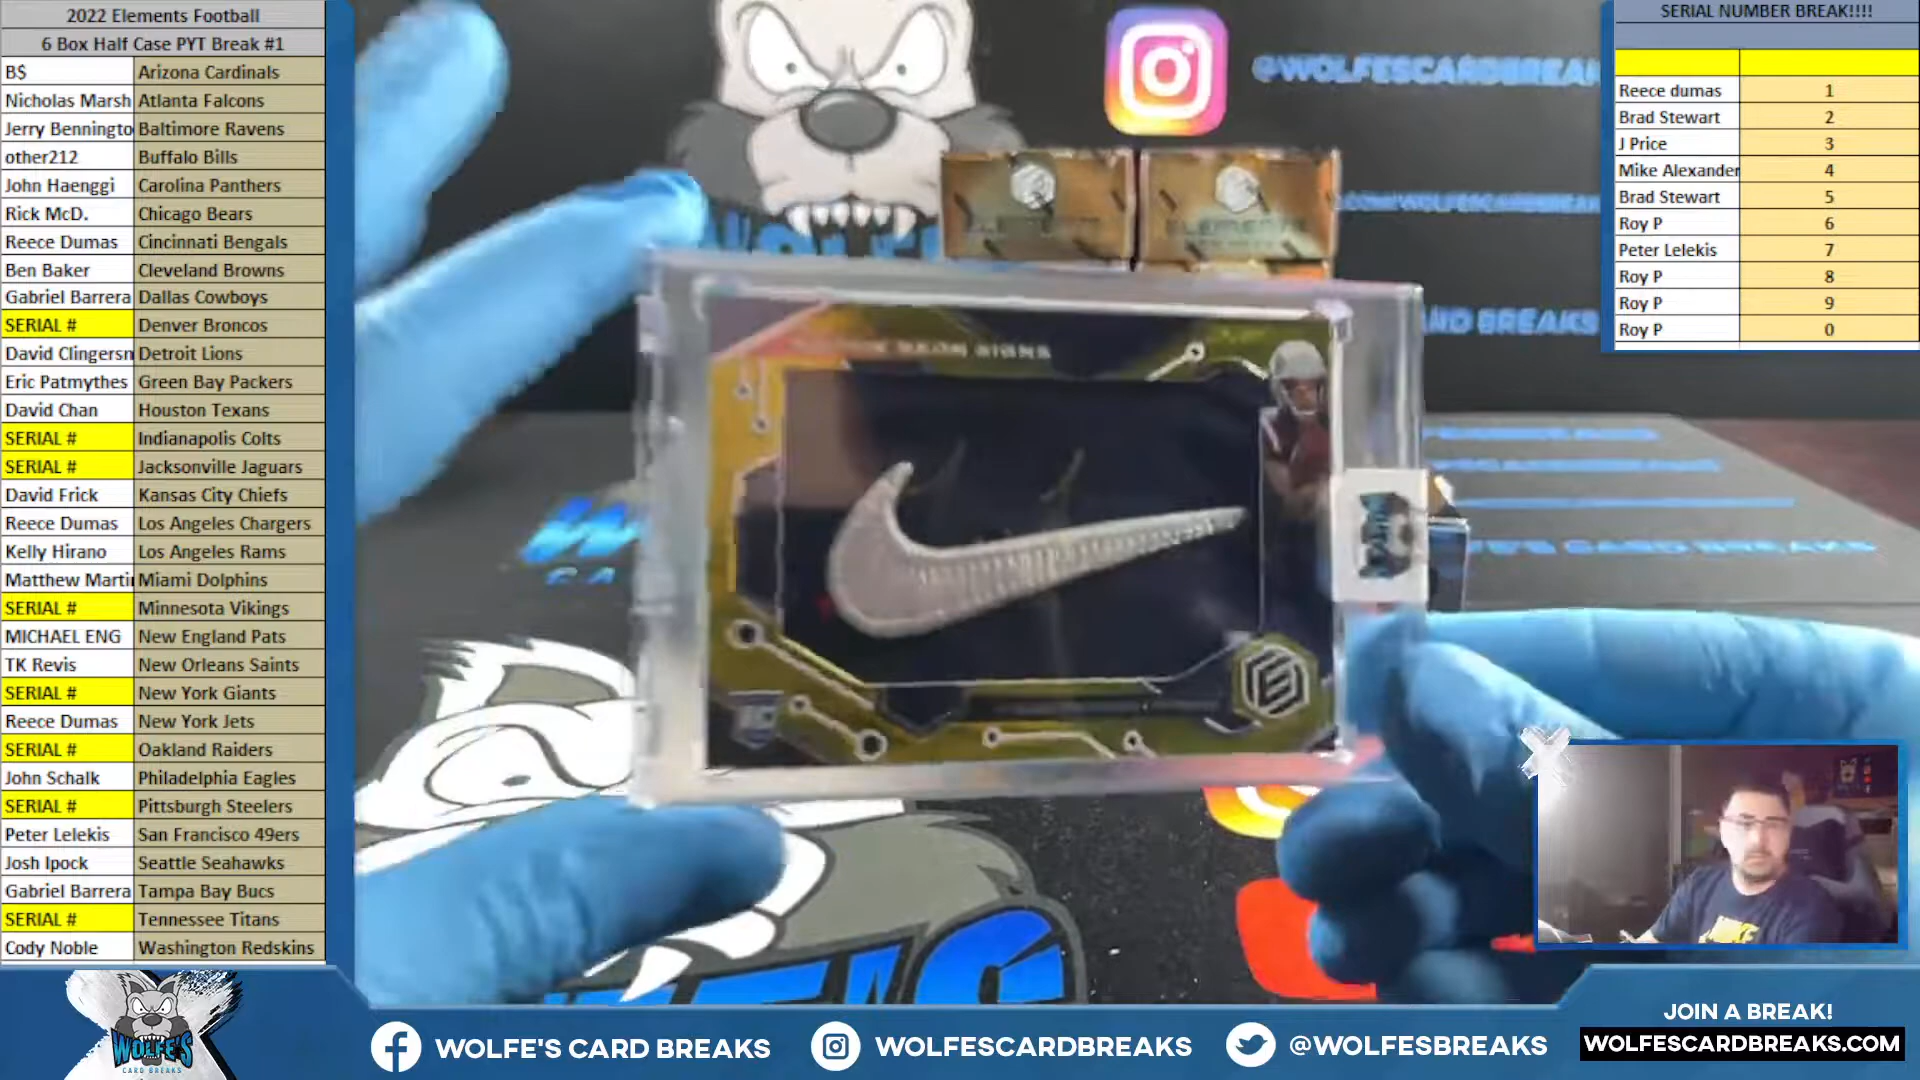 2022 Elements Football
6 Box Half Case PYT Break #1
B$ Arizona Cardinals
Nicholas Marsh Atlanta Falcons
Jerry Benningto Baltimore Ravens
other212 Buffalo Bills
John Haenggi Carolina Panthers
Rick McD. Chicago Bears
Reece Dumas Cincinnati Bengals
Ben Baker Cleveland Browns
Gabriel Barrera Dallas Cowboys
SERIAL # Denver Broncos
David Clingersn Detroit Lions
Eric Patmythes Green Bay Packers
David Chan Houston Texans
SERIAL # Indianapolis Colts
SERIAL # Jacksonville Jaguars
David Frick Kansas City Chiefs
Reece Dumas Los Angeles Chargers
Kelly Hirano Los Angeles Rams
Matthew Marti Miami Dolphins
SERIAL # Minnesota Vikings
MICHAEL ENG New England Pats
TK Revis New Orleans Saints
SERIAL # New York Giants
Reece Dumas New York Jets
SERIAL # Oakland Raiders
John Schalk Philadelphia Eagles
SERIAL # Pittsburgh Steelers
Peter Lelekis San Francisco 49ers
Josh Ipock Seattle Seahawks
Gabriel Barrera Tampa Bay Bucs
SERIAL # Tennessee Titans
Cody Noble Washington Redskins
SERIAL NUMBER BREAK!!!!
Reece dumas 1
Brad Stewart 2
J Price 3
Mike Alexander 4
Brad Stewart 5
Roy P 6
Peter Lelekis 7
Roy P 8
Roy P 9
Roy P 0
@WOLFESCARDBREAK
ELEMENTS
CARD BREAKS
WOLFE'S
CARD BREAKS
WOLFE'S CARD BREAKS
WOLFESCARDBREAKS
@WOLFESBREAKS
JOIN A BREAK!
WOLFESCARDBREAKS.COM